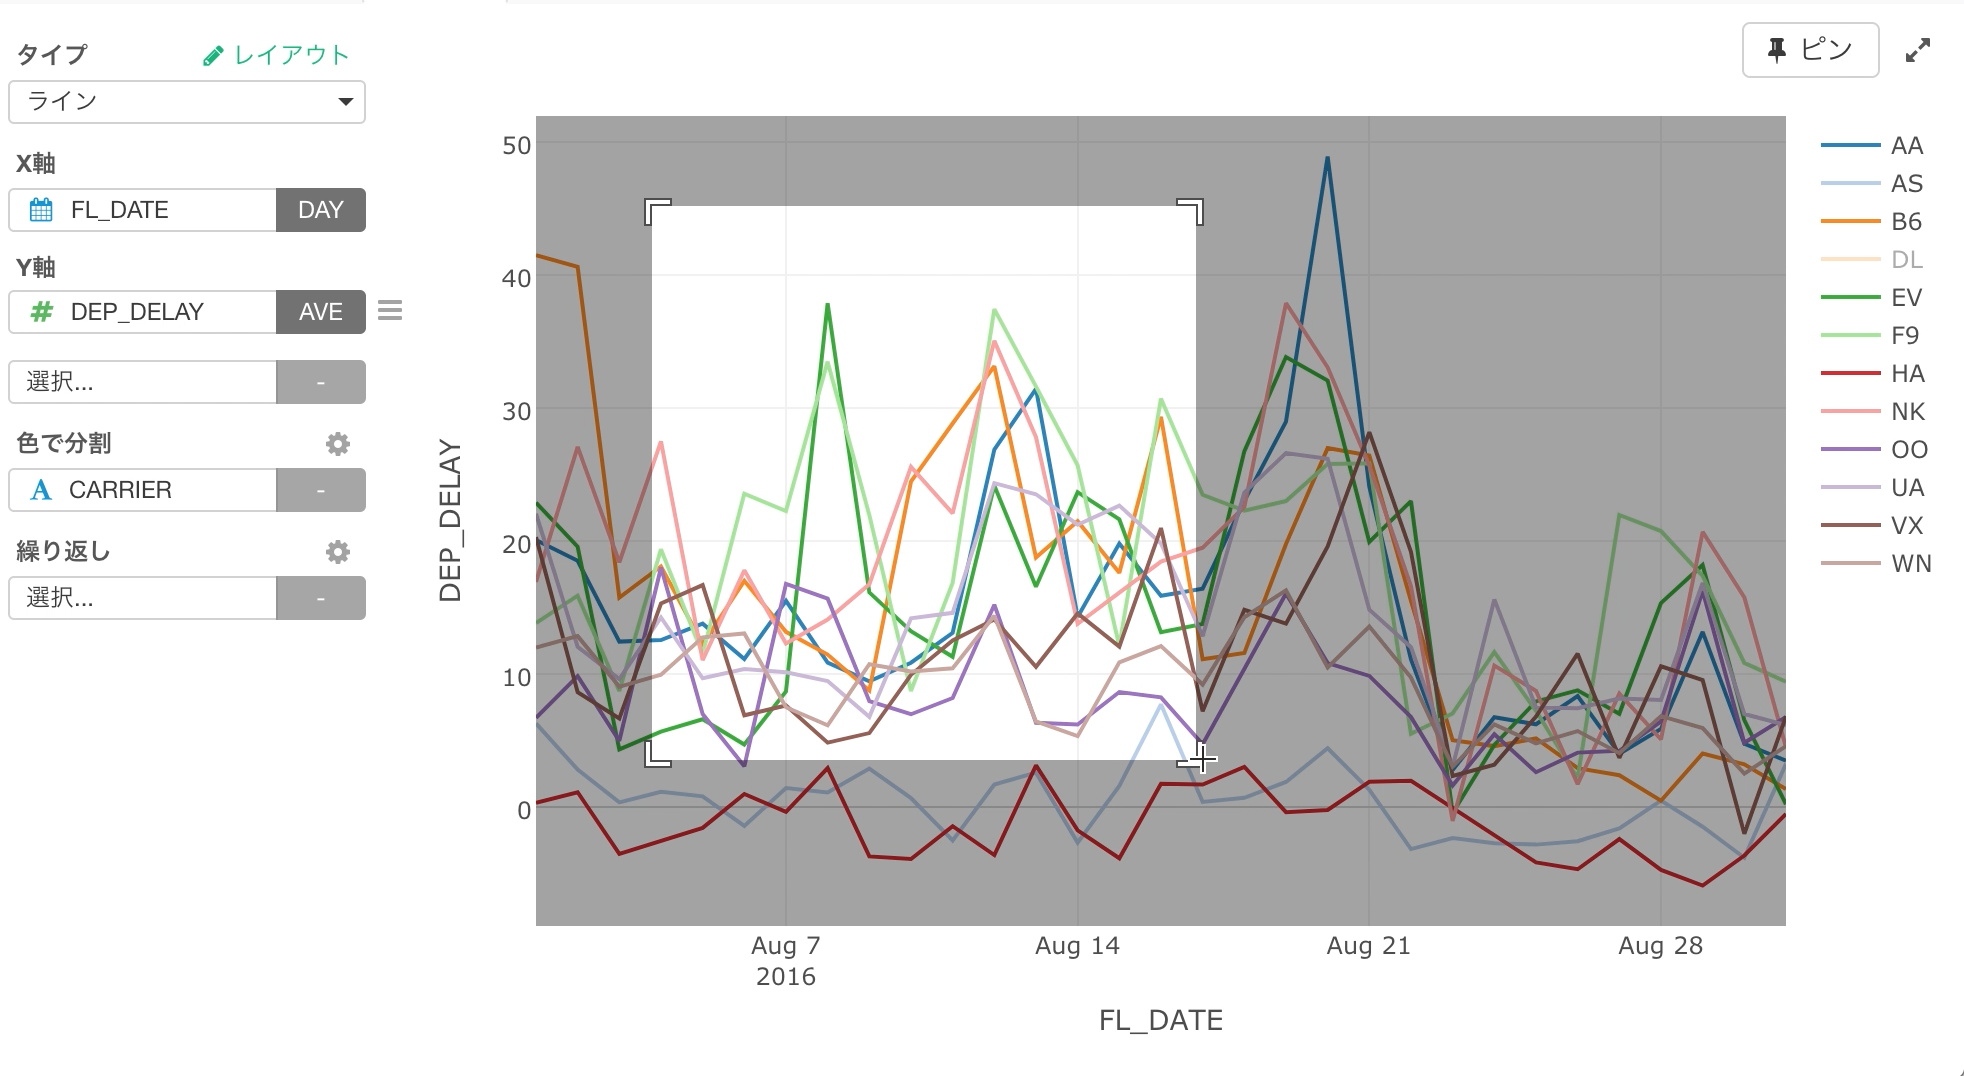 タイプ
レイアウト
ライン
X軸
FL_DATE
DAY
Y軸
# DEP_DELAY
AVE
選択...
-
色で分割
A CARRIER
-
繰り返し
選択...
-
ピン
DEP_DELAY
50
40
30
20
10
0
Aug 7
2016
Aug 14
Aug 21
Aug 28
FL_DATE
AA
AS
B6
DL
EV
F9
HA
NK
OO
UA
VX
WN